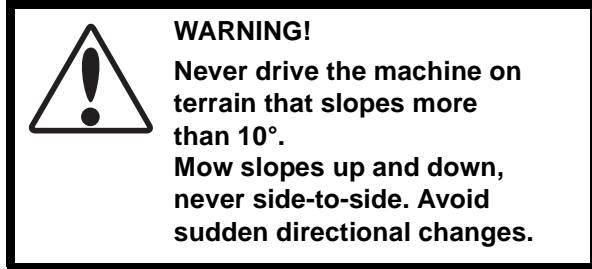 WARNING!
Never drive the machine on
terrain that slopes more
than 10°.
Mow slopes up and down,
never side-to-side. Avoid
sudden directional changes.